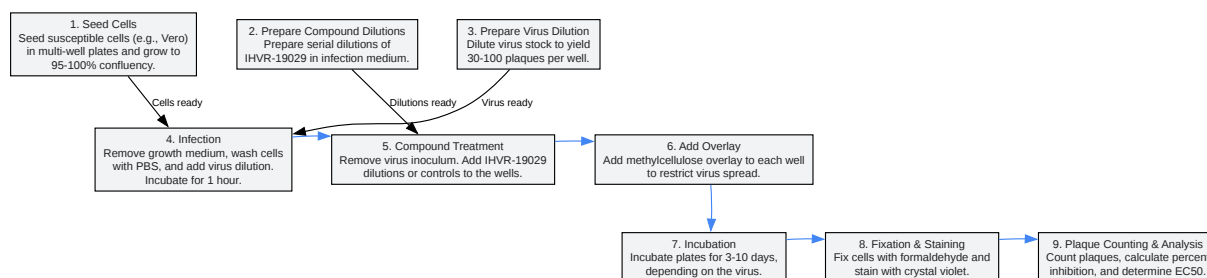 1. Seed Cells
Seed susceptible cells (e.g., Vero)
in multi-well plates and grow to
95-100% confluency.
2. Prepare Compound Dilutions
Prepare serial dilutions of
IHVR-19029 in infection medium.
3. Prepare Virus Dilution
Dilute virus stock to yield
30-100 plaques per well.
Cells ready
Dilutions ready
Virus ready
4. Infection
Remove growth medium, wash cells
with PBS, and add virus dilution.
Incubate for 1 hour.
5. Compound Treatment
Remove virus inoculum. Add IHVR-19029
dilutions or controls to the wells.
6. Add Overlay
Add methylcellulose overlay to each well
to restrict virus spread.
7. Incubation
Incubate plates for 3-10 days,
depending on the virus.
8. Fixation & Staining
Fix cells with formaldehyde and
stain with crystal violet.
9. Plaque Counting & Analysis
Count plaques, calculate percent
inhibition, and determine EC50.